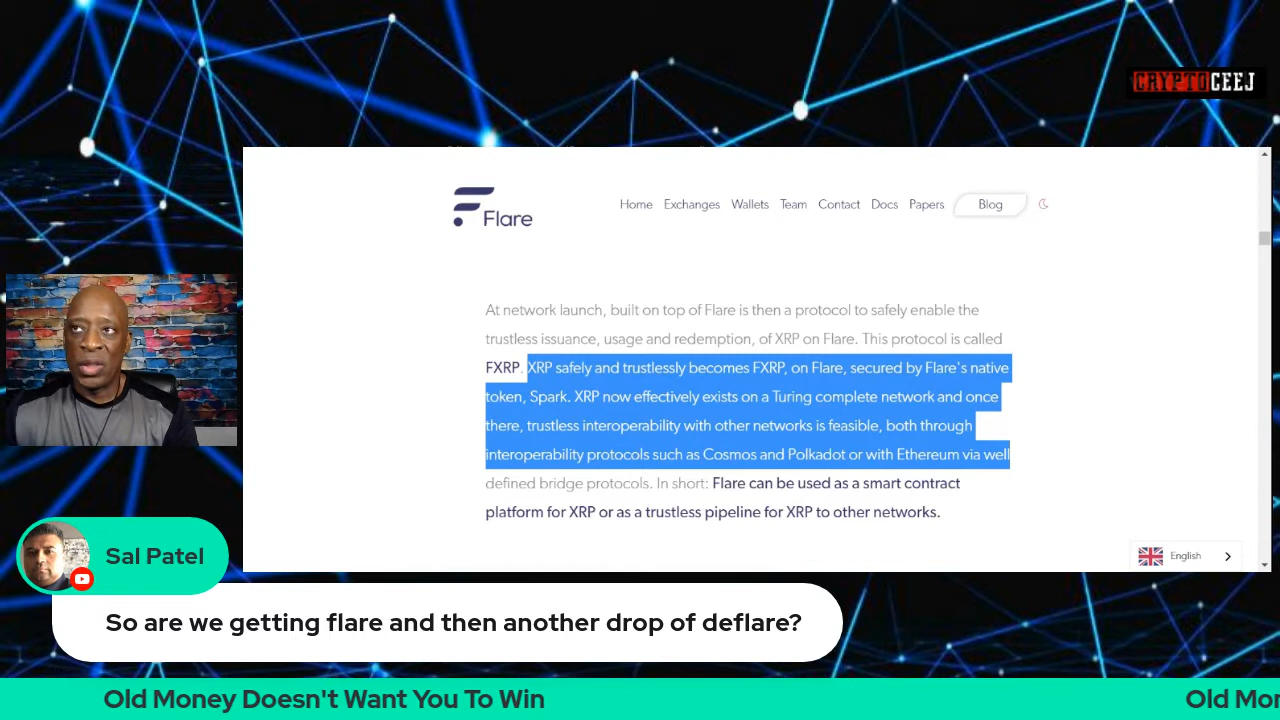 CRYPTOCEEJ
Flare
Home Exchanges Wallets Team Contact Docs Papers Blog
At network launch, built on top of Flare is then a protocol to safely enable the
trustless issuance, usage and redemption, of XRP on Flare. This protocol is called
FXRP. XRP safely and trustlessly becomes FXRP, on Flare, secured by Flare's native
token, Spark. XRP now effectively exists on a Turing complete network and once
there, trustless interoperability with other networks is feasible, both through
interoperability protocols such as Cosmos and Polkadot or with Ethereum via well
defined bridge protocols. In short: Flare can be used as a smart contract
platform for XRP or as a trustless pipeline for XRP to other networks.
English
Sal Patel
So are we getting flare and then another drop of deflare?
Old Money Doesn't Want You To Win
Old Mon